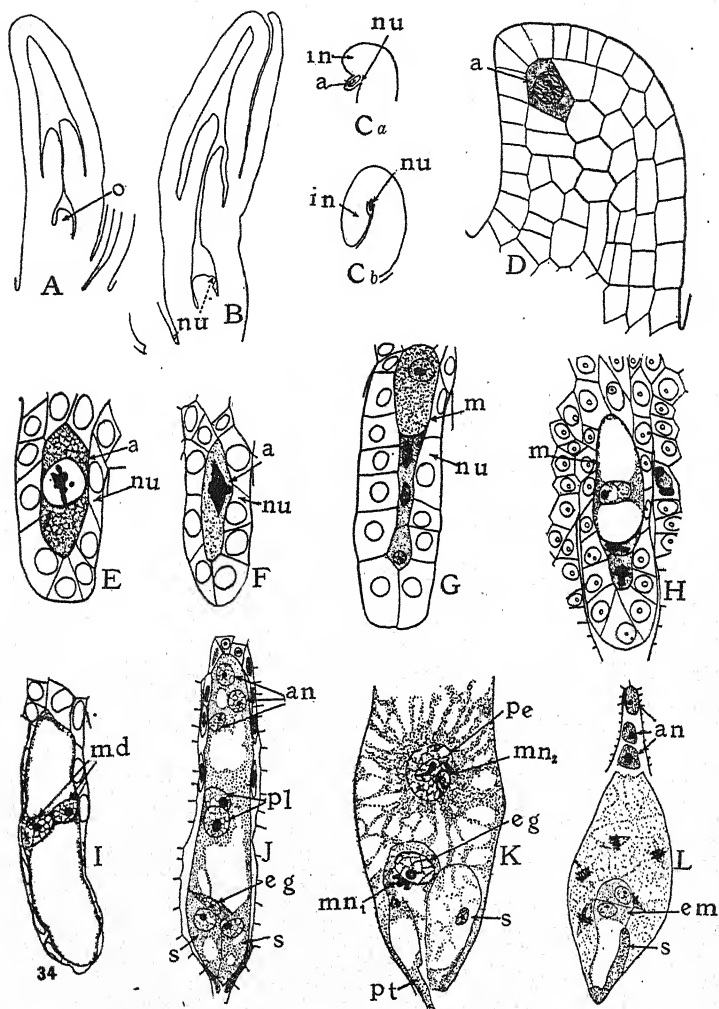 o
A
nu
B
nu
in
a
Ca
nu
in
Cb
a
D
a
nu
E
a
nu
F
m
nu
G
m
H
md
I
34
an
pl
J
eg
s
s
pe
mn₂
eg
K
mn₁
s
pt
an
L
em
s